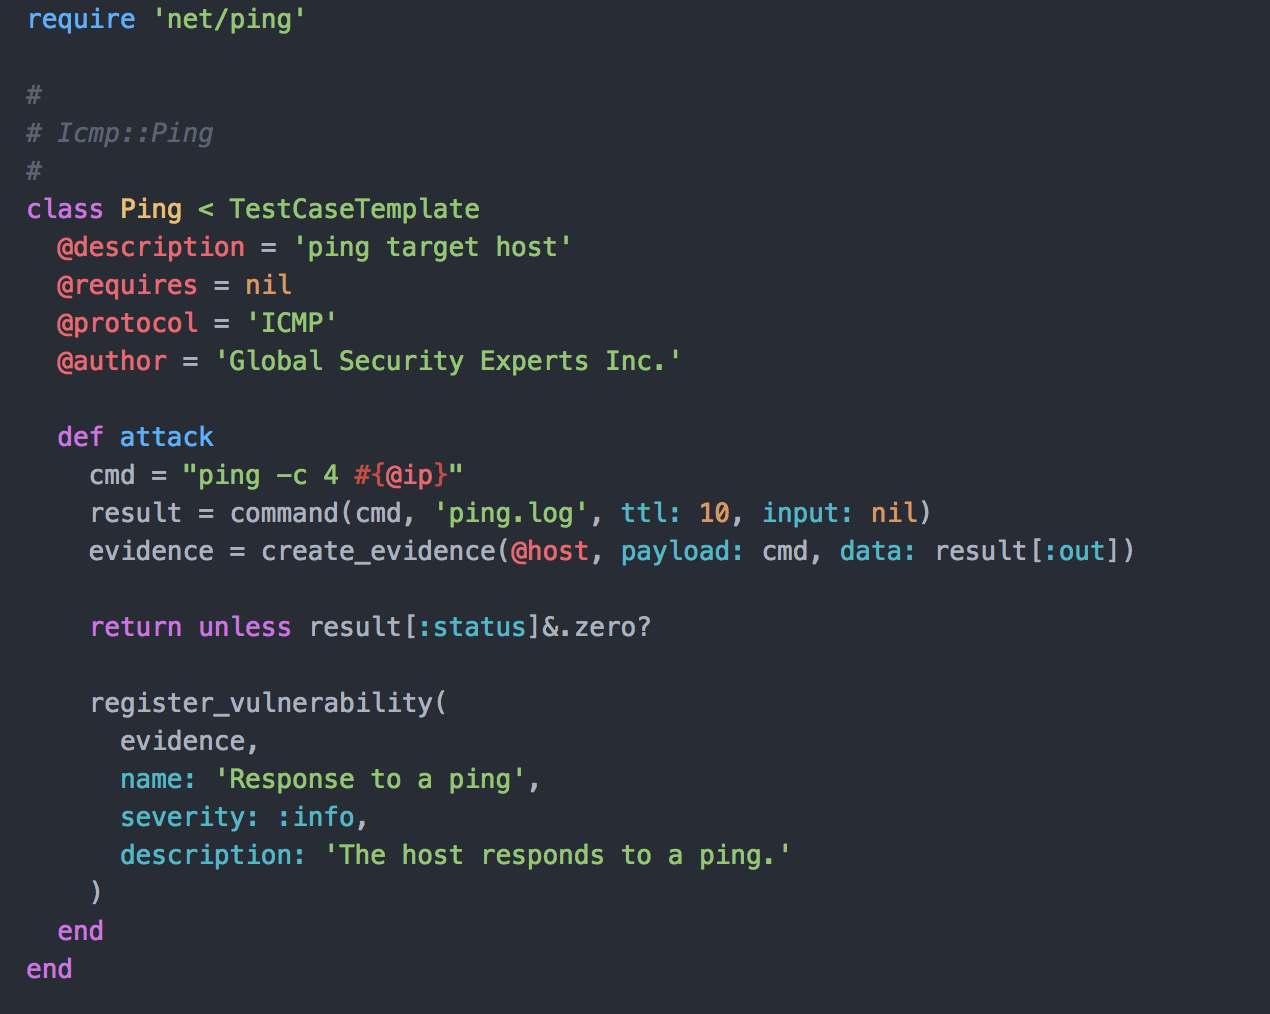 require 'net/ping'

#
# Icmp::Ping
#
class Ping < TestCaseTemplate
  @description = 'ping target host'
  @requires = nil
  @protocol = 'ICMP'
  @author = 'Global Security Experts Inc.'

  def attack
    cmd = "ping -c 4 #{@ip}"
    result = command(cmd, 'ping.log', ttl: 10, input: nil)
    evidence = create_evidence(@host, payload: cmd, data: result[:out])

    return unless result[:status]&.zero?

    register_vulnerability(
      evidence,
      name: 'Response to a ping',
      severity: :info,
      description: 'The host responds to a ping.'
    )
  end
end